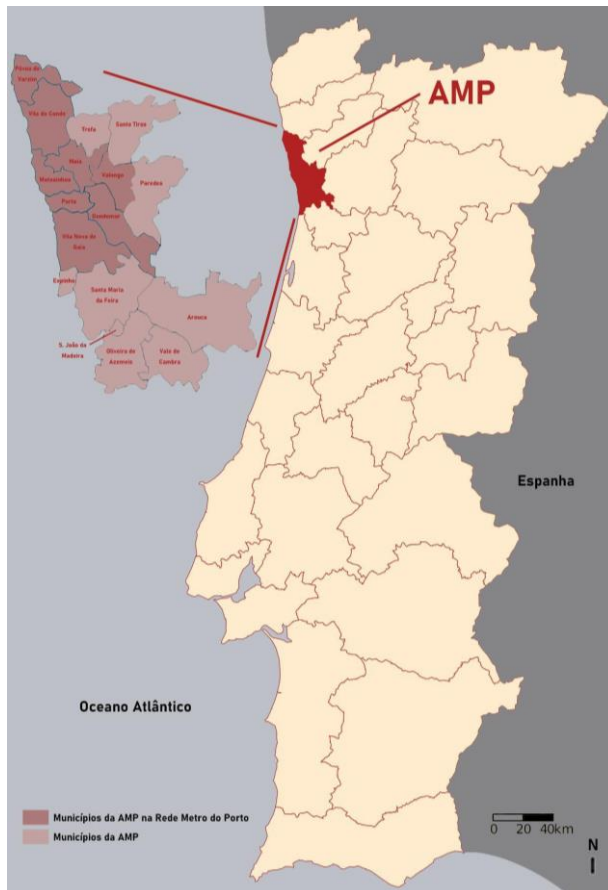 AMP
Póvoa de
Varzim
Vila do Conde
Trofa
Santo Tirso
Maia
Matosinhos
Valongo
Paredes
Porto
Gondomar
Vila Nova de
Gaia
Espinho
Santa Maria
da Feira
Arouca
S. João da
Madeira
Oliveira de
Azemeis
Vale de
Cambra
Espanha
Oceano Atlântico
Municípios da AMP na Rede Metro do Porto
Municípios da AMP
0 20 40km
N